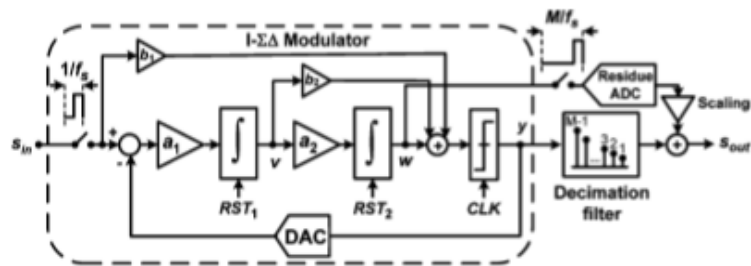 I-ΣΔ Modulator
M/fs
1/fs
b1
b2
Residue
ADC
Scaling
sin
+
-
a1
∫
v
a2
∫
w
+
y
M-1
...
3
2
1
+
sout
RST1
RST2
CLK
Decimation
filter
DAC